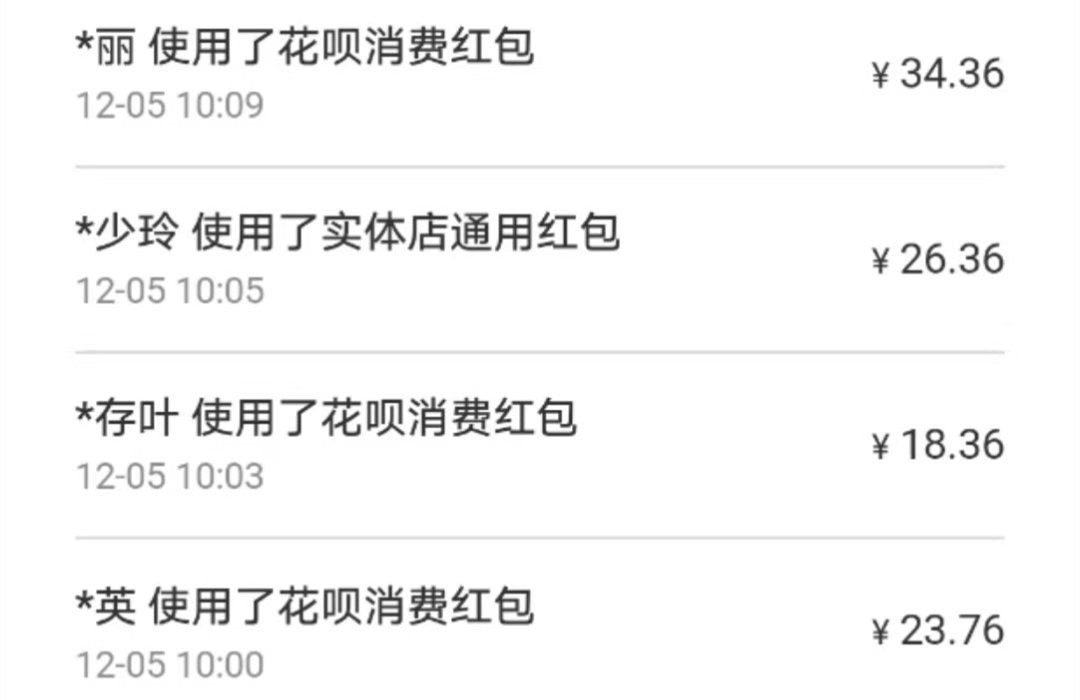 *丽 使用了花呗消费红包
¥ 34.36
12-05 10:09
*少玲 使用了实体店通用红包
¥ 26.36
12-05 10:05
*存叶 使用了花呗消费红包
¥ 18.36
12-05 10:03
*英 使用了花呗消费红包
¥ 23.76
12-05 10:00